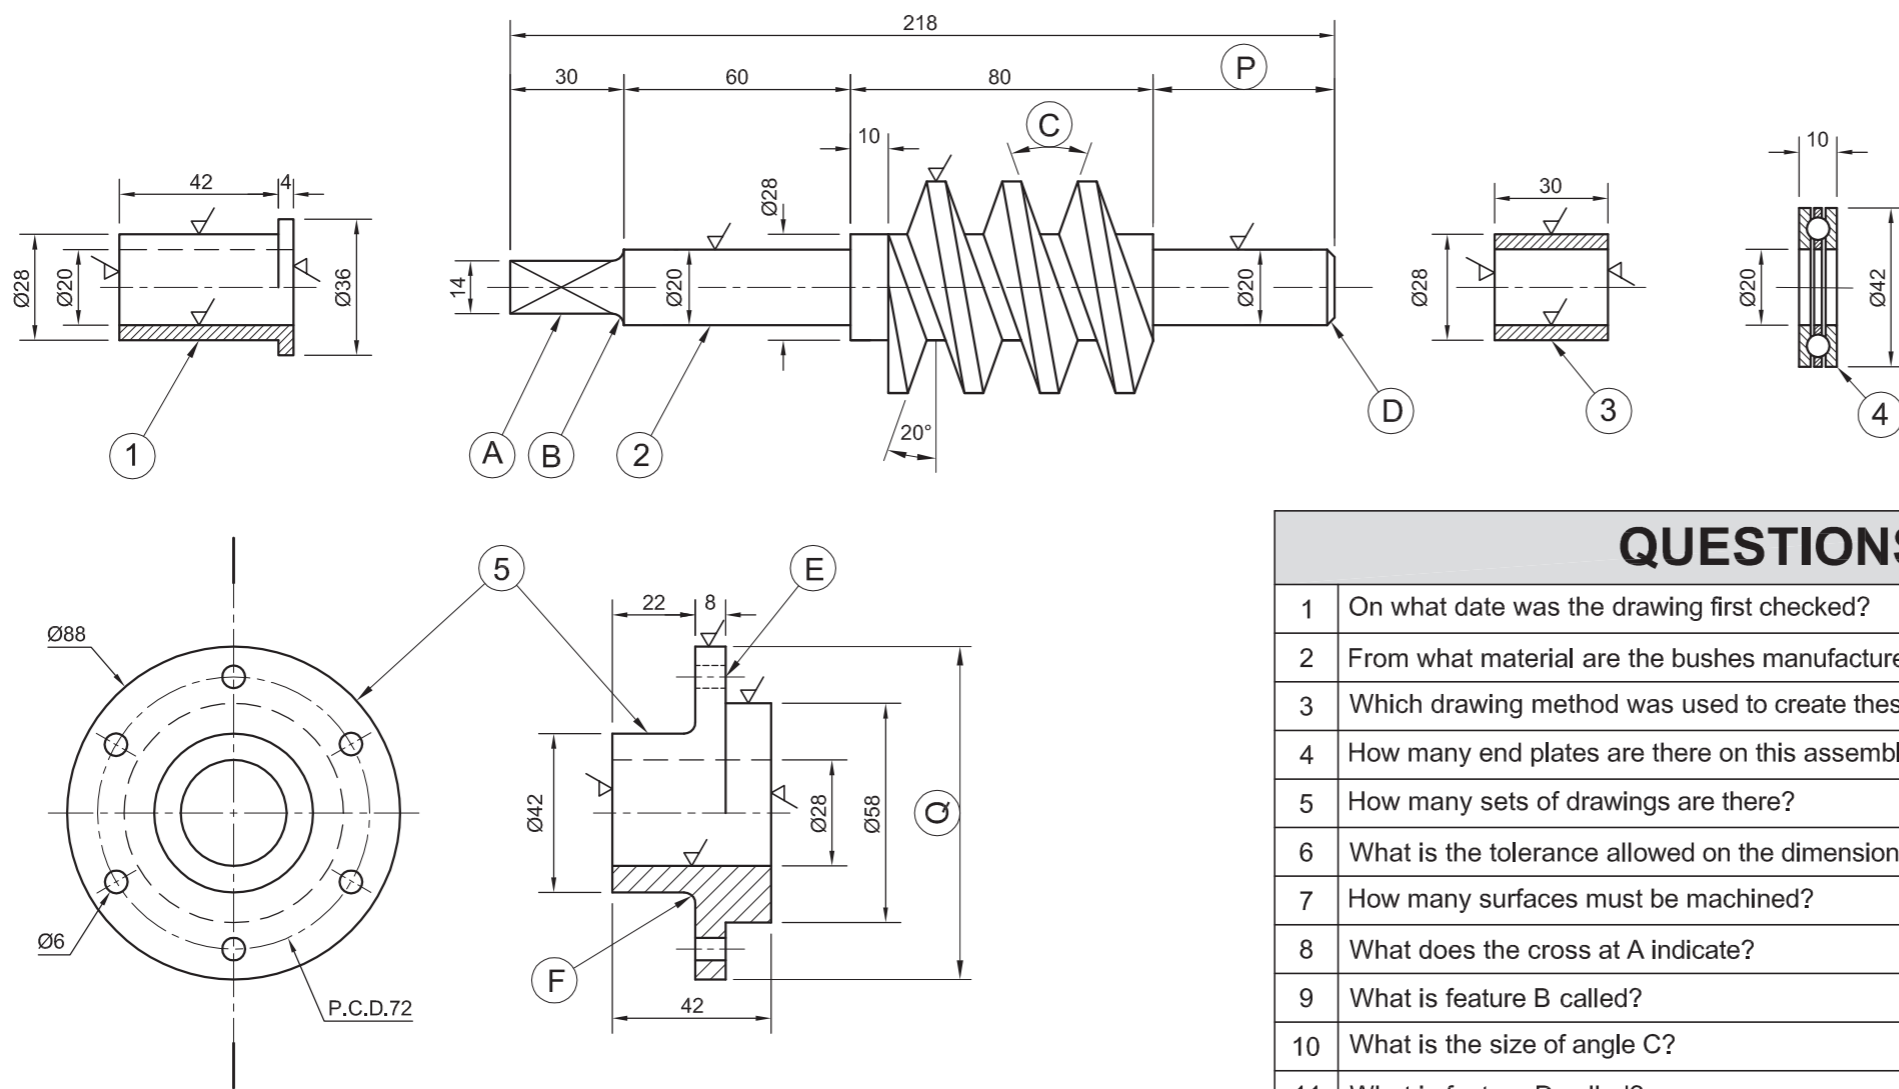 218
30 60 80 P
10 C
Ø28
42 4
Ø28 Ø20 Ø36
14 Ø20 Ø20
20°
1 A B 2 D
30
Ø28
3
10
Ø20 Ø42
4
5
Ø88
Ø6
P.C.D.72
22 8 E
Ø42 Ø28 Ø58 Q
F
42
QUESTIONS
1 On what date was the drawing first checked?
2 From what material are the bushes
3 Which drawing method was used to create
4 How many end plates are there on this
5 How many sets of drawings are there?
6 What is the tolerance allowed on the dimension
7 How many surfaces must be machined?
8 What does the cross at A indicate?
9 What is feature B called?
10 What is the size of angle C?